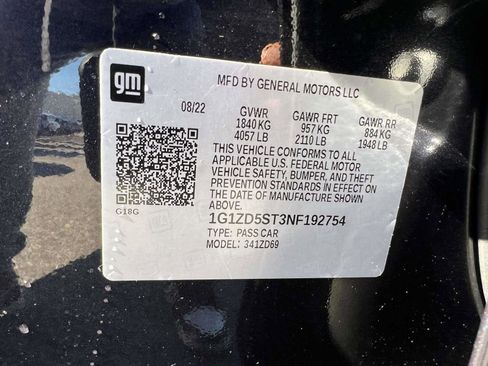 gm
MFD BY GENERAL MOTORS LLC
08/22 GVWR GAWR FRT GAWR RR
1840 KG 957 KG 884 KG
4057 LB 2110 LB 1948 LB
THIS VEHICLE CONFORMS TO ALL
APPLICABLE U.S. FEDERAL MOTOR
VEHICLE SAFETY, BUMPER, AND THEFT
PREVENTION STANDARDS IN EFFECT ON
THE DATE OF MANUFACTURE SHOWN
ABOVE.
G18G
1G1ZD5ST3NF192754
TYPE: PASS CAR
MODEL: 341ZD69